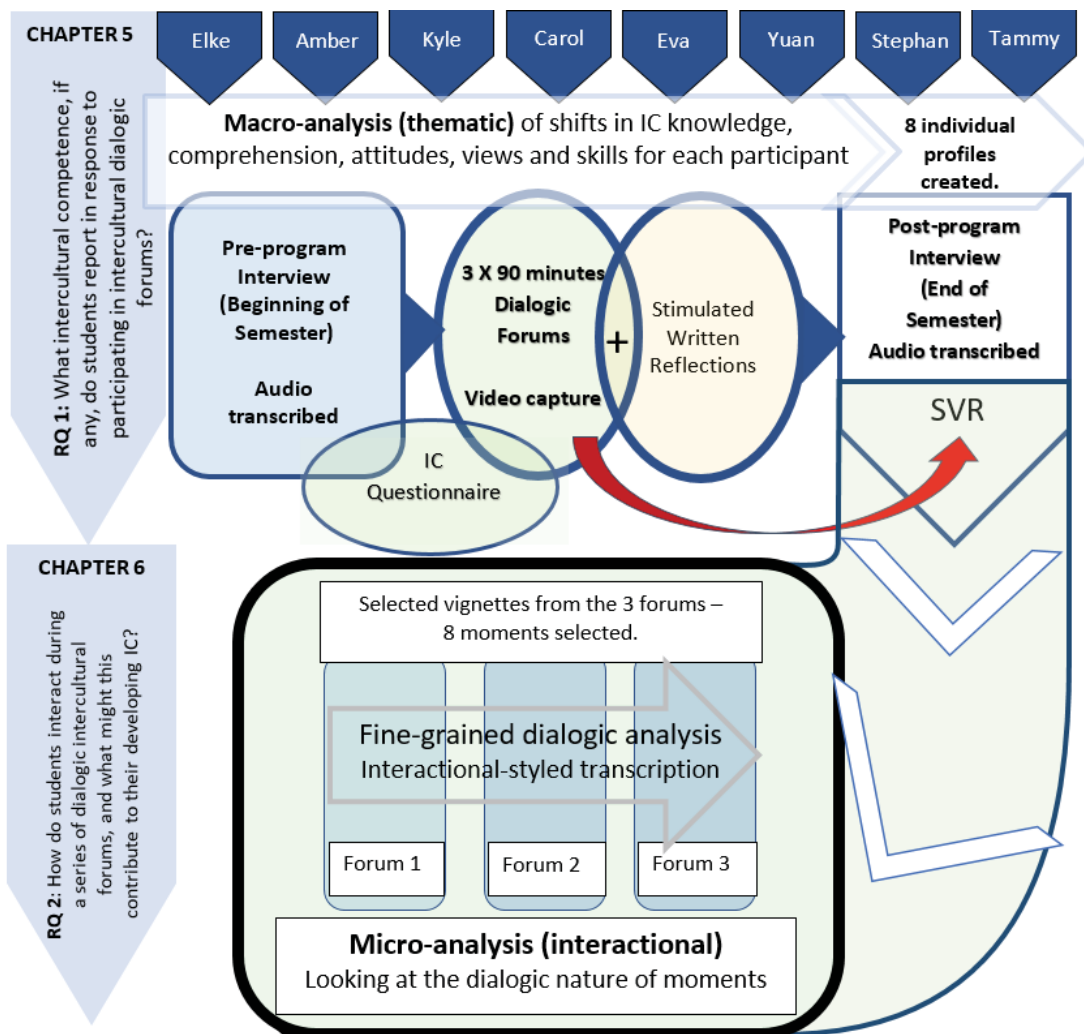 CHAPTER 5
RQ 1: What intercultural competence, if
any, do students report in response to
participating in intercultural dialogic
forums?
Elke
Amber
Kyle
Carol
Eva
Yuan
Stephan
Tammy
Macro-analysis (thematic) of shifts in IC knowledge,
comprehension, attitudes, views and skills for each participant
8 individual
profiles
created.
Pre-program
Interview
(Beginning of
Semester)
Audio
transcribed
3 X 90 minutes
Dialogic
Forums
Video capture
+
Stimulated
Written
Reflections
Post-program
Interview
(End of
Semester)
Audio transcribed
IC
Questionnaire
SVR
CHAPTER 6
RQ 2: How do students interact during
a series of dialogic intercultural
forums, and what might this
contribute to their developing IC?
Selected vignettes from the 3 forums –
8 moments selected.
Fine-grained dialogic analysis
Interactional-styled transcription
Forum 1
Forum 2
Forum 3
Micro-analysis (interactional)
Looking at the dialogic nature of moments